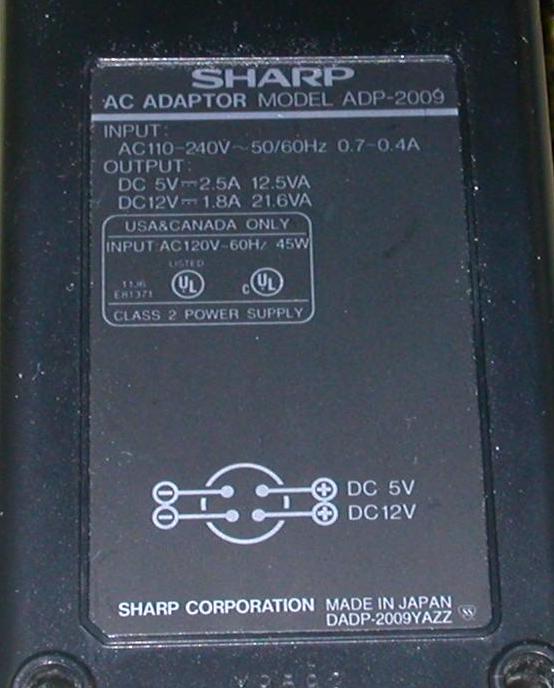 SHARP
AC ADAPTOR MODEL ADP-2009
INPUT:
AC110-240V~50/60Hz 0.7-0.4A
OUTPUT:
DC 5V⎓2.5A 12.5VA
DC12V⎓1.8A 21.6VA
USA&CANADA ONLY
INPUT:AC120V~60Hz 45W
LISTED
11J6
E81371
UL
c UL
CLASS 2 POWER SUPPLY
− + DC 5V
− + DC12V
SHARP CORPORATION MADE IN JAPAN
DADP-2009YAZZ